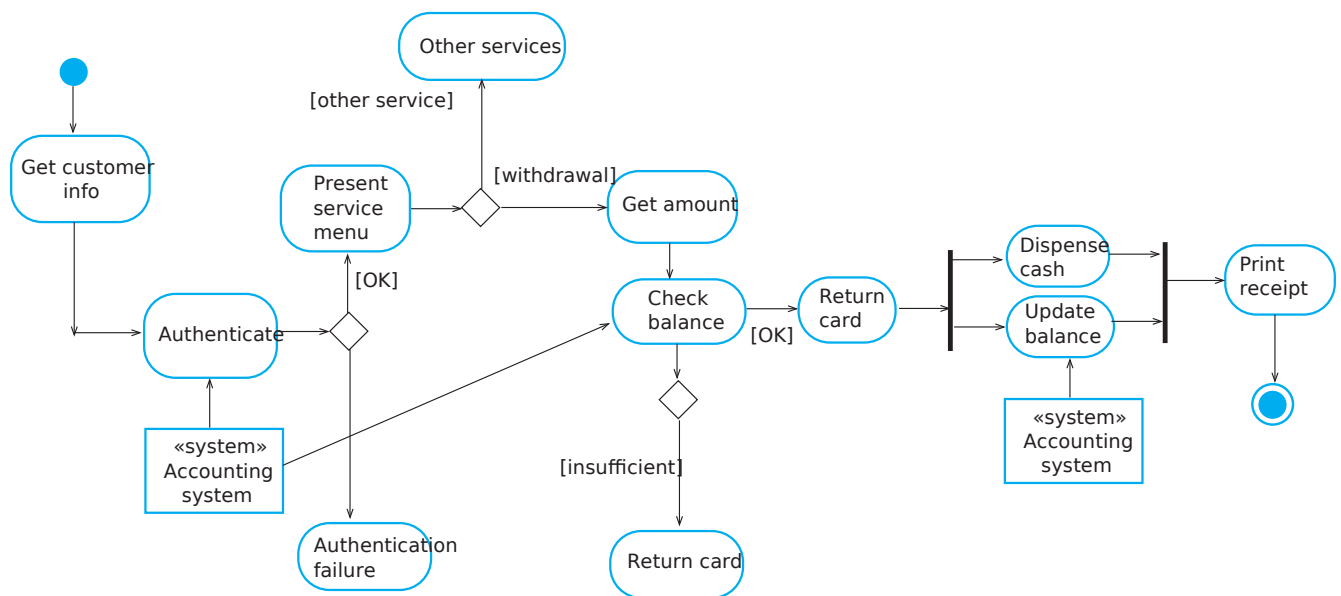 Other services
[other service]
Get customer
info
Present
service
menu
[withdrawal]
Get amount
[OK]
Authenticate
Check
balance
[OK]
Return
card
Dispense
cash
Update
balance
Print
receipt
«system»
Accounting
system
[insufficient]
«system»
Accounting
system
Authentication
failure
Return card